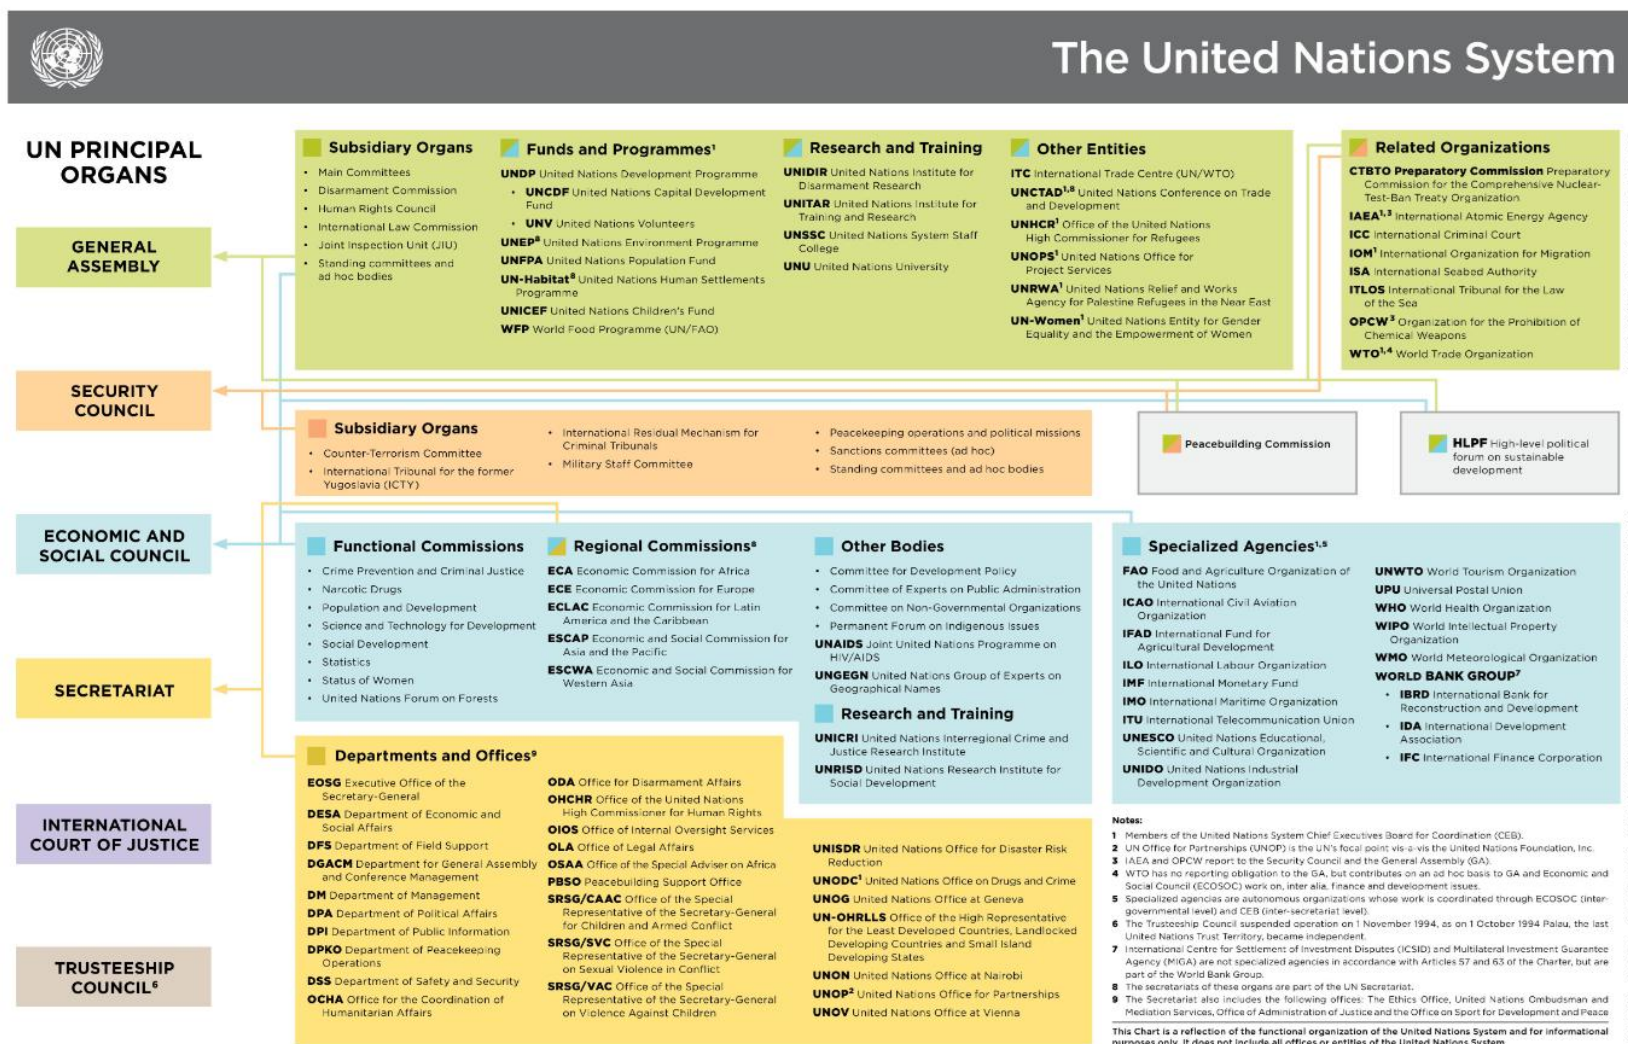 The United Nations System
UN PRINCIPAL
ORGANS
GENERAL
ASSEMBLY
SECURITY
COUNCIL
ECONOMIC AND
SOCIAL COUNCIL
SECRETARIAT
INTERNATIONAL
COURT OF JUSTICE
TRUSTEESHIP
COUNCIL⁶
Subsidiary Organs
• Main Committees
• Disarmament Commission
• Human Rights Council
• International Law Commission
• Joint Inspection Unit (JIU)
• Standing committees and
ad hoc bodies
Funds and Programmes¹
UNDP United Nations Development Programme
• UNCDF United Nations Capital Development
Fund
• UNV United Nations Volunteers
UNEP⁸ United Nations Environment Programme
UNFPA United Nations Population Fund
UN-Habitat⁸ United Nations Human Settlements
Programme
UNICEF United Nations Children's Fund
WFP World Food Programme (UN/FAO)
Research and Training
UNIDIR United Nations Institute for
Disarmament Research
UNITAR United Nations Institute for
Training and Research
UNSSC United Nations System Staff
College
UNU United Nations University
Other Entities
ITC International Trade Centre (UN/WTO)
UNCTAD¹,⁸ United Nations Conference on Trade
and Development
UNHCR¹ Office of the United Nations
High Commissioner for Refugees
UNOPS¹ United Nations Office for
Project Services
UNRWA¹ United Nations Relief and Works
Agency for Palestine Refugees in the Near East
UN-Women¹ United Nations Entity for Gender
Equality and the Empowerment of Women
Related Organizations
CTBTO Preparatory Commission Preparatory
Commission for the Comprehensive Nuclear-
Test-Ban Treaty Organization
IAEA¹,³ International Atomic Energy Agency
ICC International Criminal Court
IOM¹ International Organization for Migration
ISA International Seabed Authority
ITLOS International Tribunal for the Law
of the Sea
OPCW³ Organization for the Prohibition of
Chemical Weapons
WTO¹,⁴ World Trade Organization
Subsidiary Organs
• Counter-Terrorism Committee
• International Tribunal for the former
Yugoslavia (ICTY)
• International Residual Mechanism for
Criminal Tribunals
• Military Staff Committee
• Peacekeeping operations and political missions
• Sanctions committees (ad hoc)
• Standing committees and ad hoc bodies
Peacebuilding Commission
HLPF High-level political
forum on sustainable
development
Functional Commissions
• Crime Prevention and Criminal Justice
• Narcotic Drugs
• Population and Development
• Science and Technology for Development
• Social Development
• Statistics
• Status of Women
• United Nations Forum on Forests
Regional Commissions⁸
ECA Economic Commission for Africa
ECE Economic Commission for Europe
ECLAC Economic Commission for Latin
America and the Caribbean
ESCAP Economic and Social Commission for
Asia and the Pacific
ESCWA Economic and Social Commission for
Western Asia
Other Bodies
• Committee for Development Policy
• Committee of Experts on Public Administration
• Committee on Non-Governmental Organizations
• Permanent Forum on Indigenous Issues
UNAIDS Joint United Nations Programme on
HIV/AIDS
UNGEGN United Nations Group of Experts on
Geographical Names
Research and Training
UNICRI United Nations Interregional Crime and
Justice Research Institute
UNRISD United Nations Research Institute for
Social Development
Specialized Agencies¹,⁵
FAO Food and Agriculture Organization of
the United Nations
ICAO International Civil Aviation
Organization
IFAD International Fund for
Agricultural Development
ILO International Labour Organization
IMF International Monetary Fund
IMO International Maritime Organization
ITU International Telecommunication Union
UNESCO United Nations Educational,
Scientific and Cultural Organization
UNIDO United Nations Industrial
Development Organization
UNWTO World Tourism Organization
UPU Universal Postal Union
WHO World Health Organization
WIPO World Intellectual Property
Organization
WMO World Meteorological Organization
WORLD BANK GROUP⁷
• IBRD International Bank for
Reconstruction and Development
• IDA International Development
Association
• IFC International Finance Corporation
Departments and Offices⁹
EOSG Executive Office of the
Secretary-General
DESA Department of Economic and
Social Affairs
DFS Department of Field Support
DGACM Department for General Assembly
and Conference Management
DM Department of Management
DPA Department of Political Affairs
DPI Department of Public Information
DPKO Department of Peacekeeping
Operations
DSS Department of Safety and Security
OCHA Office for the Coordination of
Humanitarian Affairs
ODA Office for Disarmament Affairs
OHCHR Office of the United Nations
High Commissioner for Human Rights
OIOS Office of Internal Oversight Services
OLA Office of Legal Affairs
OSAA Office of the Special Adviser on Africa
PBSO Peacebuilding Support Office
SRSG/CAAC Office of the Special
Representative of the Secretary-General
for Children and Armed Conflict
SRSG/SVC Office of the Special
Representative of the Secretary-General
on Sexual Violence in Conflict
SRSG/VAC Office of the Special
Representative of the Secretary-General
on Violence Against Children
UNISDR United Nations Office for Disaster Risk
Reduction
UNODC¹ United Nations Office on Drugs and Crime
UNOG United Nations Office at Geneva
UN-OHRLLS Office of the High Representative
for the Least Developed Countries, Landlocked
Developing Countries and Small Island
Developing States
UNON United Nations Office at Nairobi
UNOP² United Nations Office for Partnerships
UNOV United Nations Office at Vienna
Notes:
1 Members of the United Nations System Chief Executives Board for Coordination (CEB).
2 UN Office for Partnerships (UNOP) is the UN's focal point vis-a-vis the United Nations Foundation, Inc.
3 IAEA and OPCW report to the Security Council and the General Assembly (GA).
4 WTO has no reporting obligation to the GA, but contributes on an ad hoc basis to GA and Economic and
Social Council (ECOSOC) work on, inter alia, finance and development issues.
5 Specialized agencies are autonomous organizations whose work is coordinated through ECOSOC (inter-
governmental level) and CEB (inter-secretariat level).
6 The Trusteeship Council suspended operation on 1 November 1994, as on 1 October 1994 Palau, the last
United Nations Trust Territory, became independent.
7 International Centre for Settlement of Investment Disputes (ICSID) and Multilateral Investment Guarantee
Agency (MIGA) are not specialized agencies in accordance with Articles 57 and 63 of the Charter, but are
part of the World Bank Group.
8 The secretariats of these organs are part of the UN Secretariat.
9 The Secretariat also includes the following offices: The Ethics Office, United Nations Ombudsman and
Mediation Services, Office of Administration of Justice and the Office on Sport for Development and Peace
This Chart is a reflection of the functional organization of the United Nations System and for informational
purposes only. It does not include all offices or entities of the United Nations System.